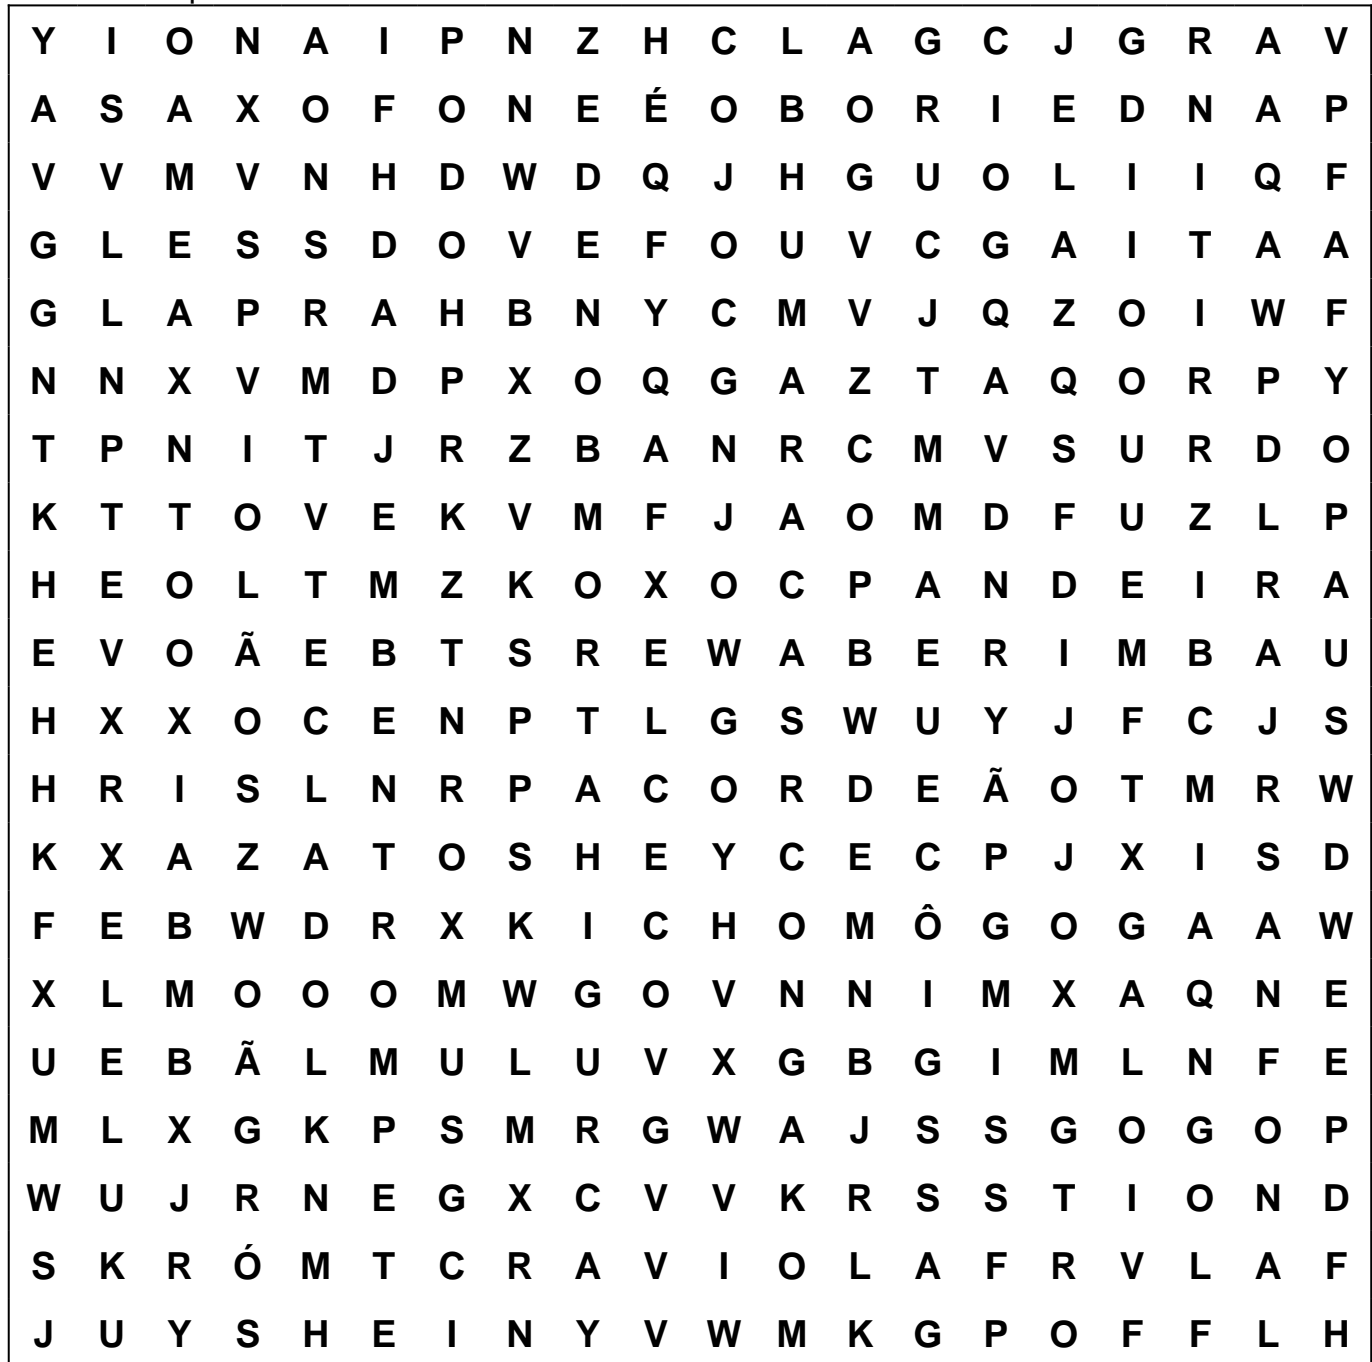 Y I O N A I P N Z H C L A G C J G R A V
A S A X O F O N E É O B O R I E D N A P
V V M V N H D W D Q J H G U O L I I Q F
G L E S S D O V E F O U V C G A I T A A
G L A P R A H B N Y C M V J Q Z O I W F
N N X V M D P X O Q G A Z T A Q O R P Y
T P N I T J R Z B A N R C M V S U R D O
K T T O V E K V M F J A O M D F U Z L P
H E O L T M Z K O X O C P A N D E I R A
E V O Ã E B T S R E W A B E R I M B A U
H X X O C E N P T L G S W U Y J F C J S
H R I S L N R P A C O R D E Ã O T M R W
K X A Z A T O S H E Y C E C P J X I S D
F E B W D R X K I C H O M Ô G O G A A W
X L M O O O M W G O V N N I M X A Q N E
U E B Ã L M U L U V X G B G I M L N F E
M L X G K P S M R G W A J S S G O G O P
W U J R N E G X C V V K R S S T I O N D
S K R Ó M T C R A V I O L A F R V L A F
J U Y S H E I N Y V W M K G P O F F L H